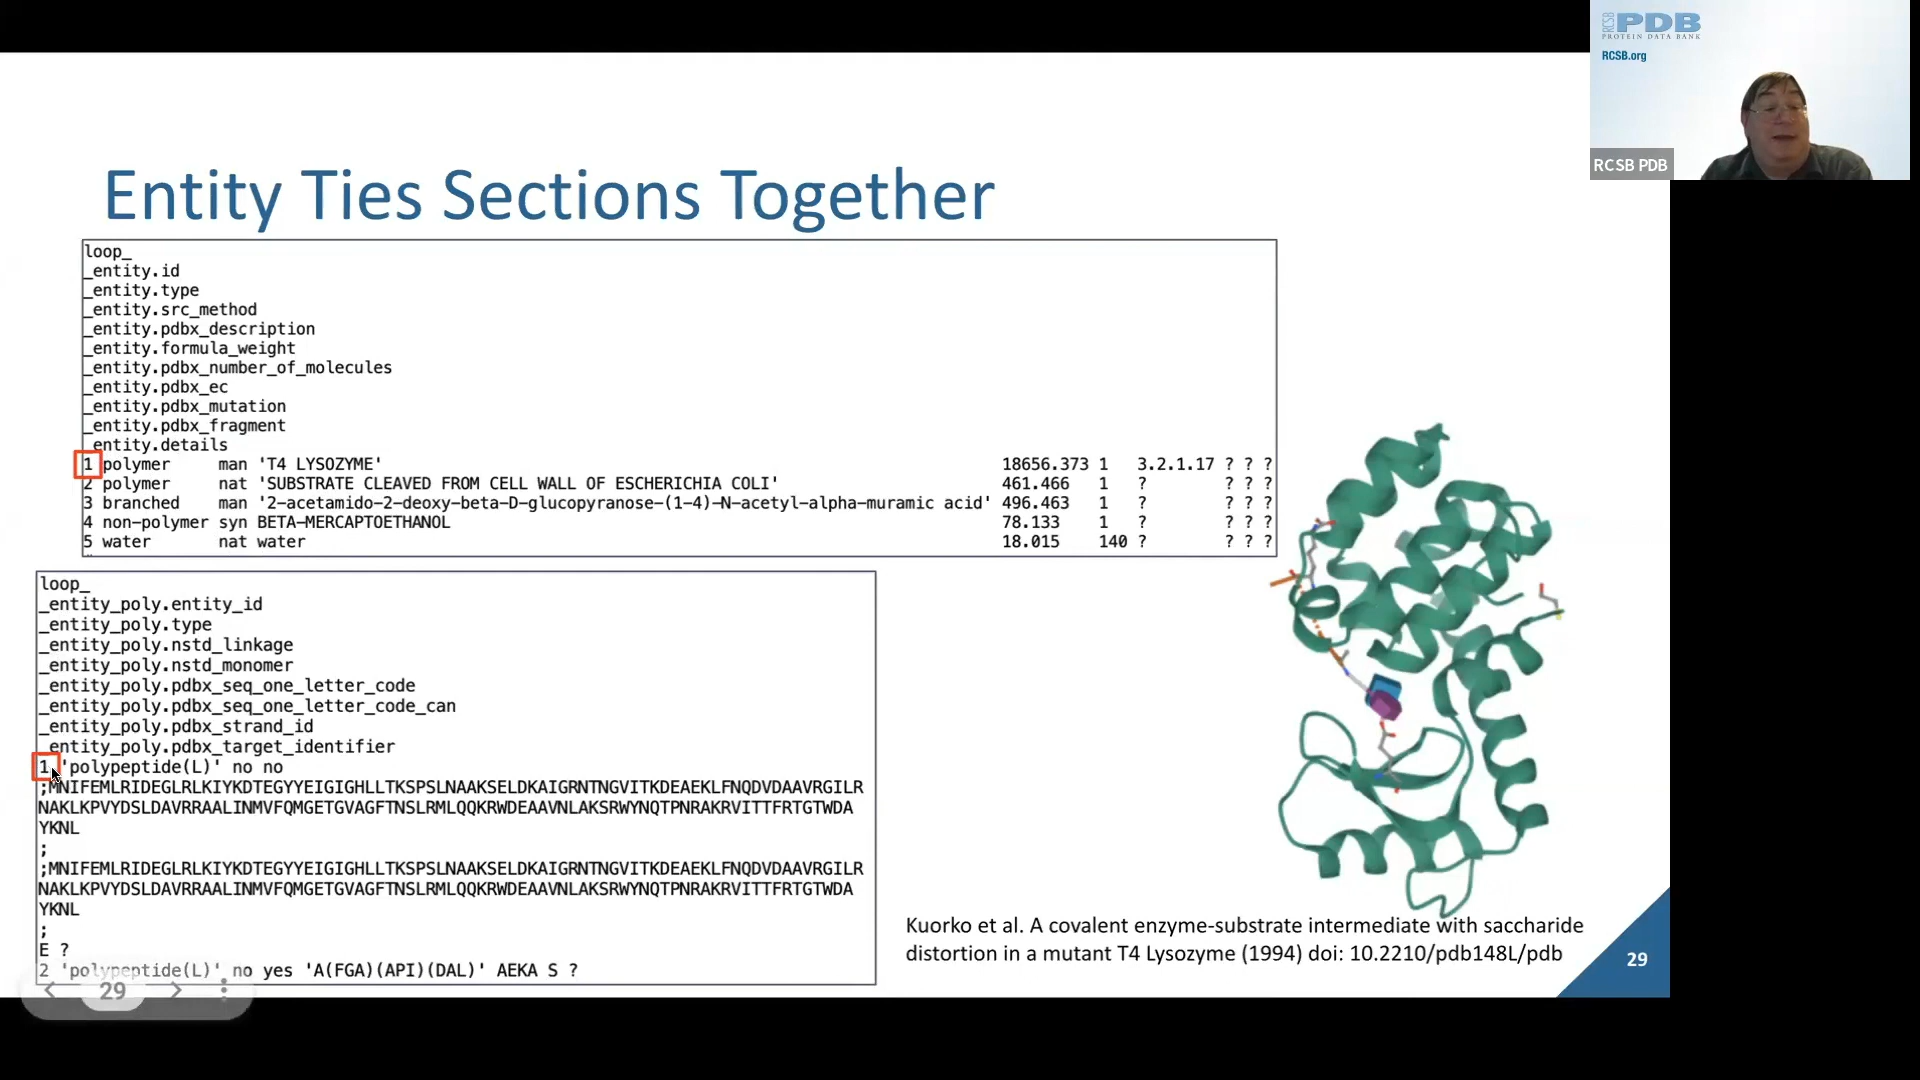 RCSB PDB
PROTEIN DATA BANK
RCSB.org
RCSB PDB
Entity Ties Sections Together
loop_
_entity.id
_entity.type
_entity.src_method
_entity.pdbx_description
_entity.formula_weight
_entity.pdbx_number_of_molecules
_entity.pdbx_ec
_entity.pdbx_mutation
_entity.pdbx_fragment
_entity.details
1 polymer man 'T4 LYSOZYME' 18656.373 1 3.2.1.17 ? ? ?
2 polymer nat 'SUBSTRATE CLEAVED FROM CELL WALL OF ESCHERICHIA COLI' 461.466 1 ? ? ? ?
3 branched man '2-acetamido-2-deoxy-beta-D-glucopyranose-(1-4)-N-acetyl-alpha-muramic acid' 496.463 1 ? ? ? ?
4 non-polymer syn BETA-MERCAPTOETHANOL 78.133 1 ? ? ? ?
5 water nat water 18.015 140 ? ? ? ?
loop_
_entity_poly.entity_id
_entity_poly.type
_entity_poly.nstd_linkage
_entity_poly.nstd_monomer
_entity_poly.pdbx_seq_one_letter_code
_entity_poly.pdbx_seq_one_letter_code_can
_entity_poly.pdbx_strand_id
_entity_poly.pdbx_target_identifier
1 'polypeptide(L)' no no
;MNIFEMLRIDEGLRLKIYKDTEGYYEIGIGHLLTKSPSLNAAKSELDKAIGRNTNGVITKDEAEKLFNQDVDAAVRGILR
NAKLKPVYDSLDAVRRAALINMVFQMGETGVAGFTNSLRMLQQKRWDEAAVNLAKSRWYNQTPNRAKRVITTFRTGTWDA
YKNL
;
;MNIFEMLRIDEGLRLKIYKDTEGYYEIGIGHLLTKSPSLNAAKSELDKAIGRNTNGVITKDEAEKLFNQDVDAAVRGILR
NAKLKPVYDSLDAVRRAALINMVFQMGETGVAGFTNSLRMLQQKRWDEAAVNLAKSRWYNQTPNRAKRVITTFRTGTWDA
YKNL
;
E ?
2 'polypeptide(L)' no yes 'A(FGA)(API)(DAL)' AEKA S ?
Kuorko et al. A covalent enzyme-substrate intermediate with saccharide
distortion in a mutant T4 Lysozyme (1994) doi: 10.2210/pdb148L/pdb
29
29